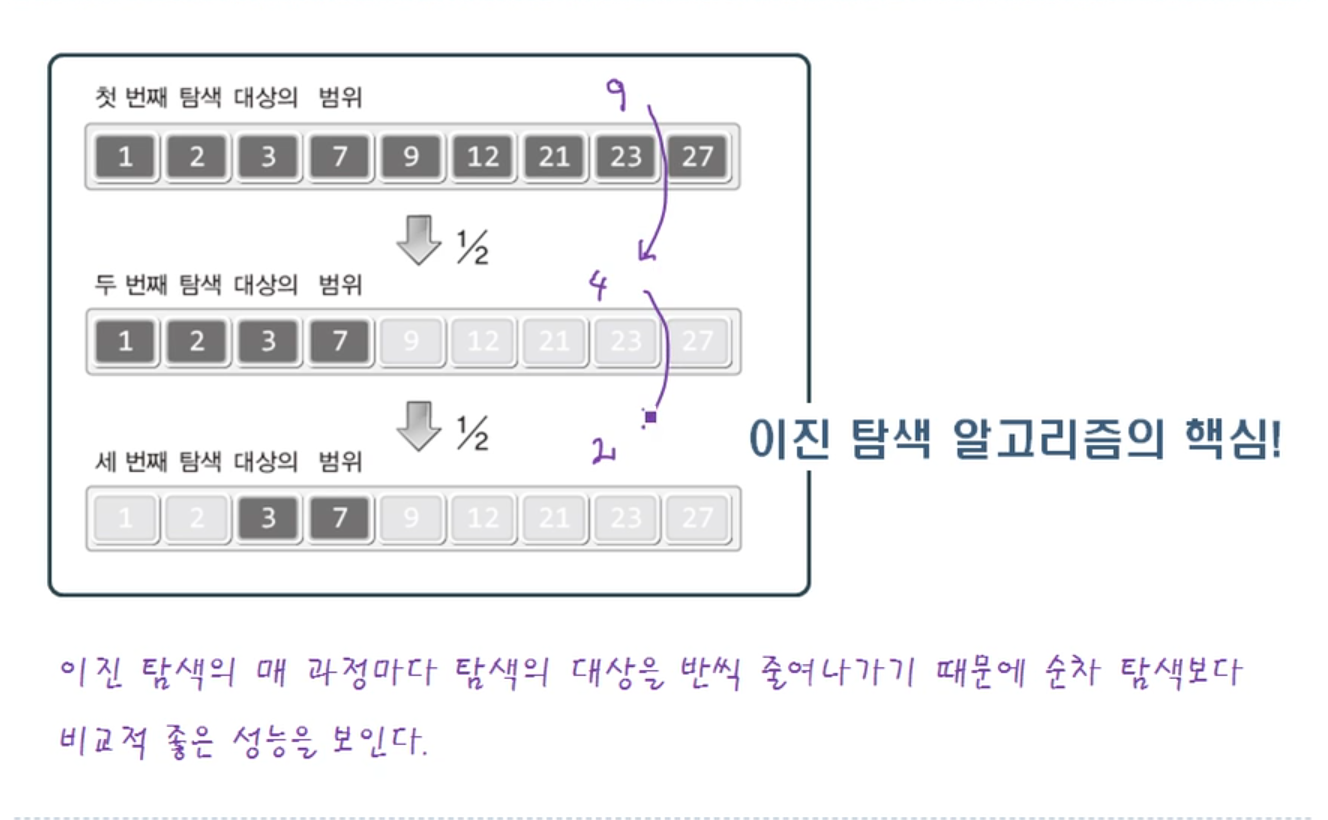 첫 번째 탐색 대상의 범위
9
1 2 3 7 9 12 21 23 27
1/2
두 번째 탐색 대상의 범위
4
1 2 3 7 9 12 21 23 27
1/2
이진 탐색 알고리즘의 핵심!
세 번째 탐색 대상의 범위
2
1 2 3 7 9 12 21 23 27
이진 탐색의 매 과정마다 탐색의 대상을 반씩 줄여나가기 때문에 순차 탐색보다
비교적 좋은 성능을 보인다.